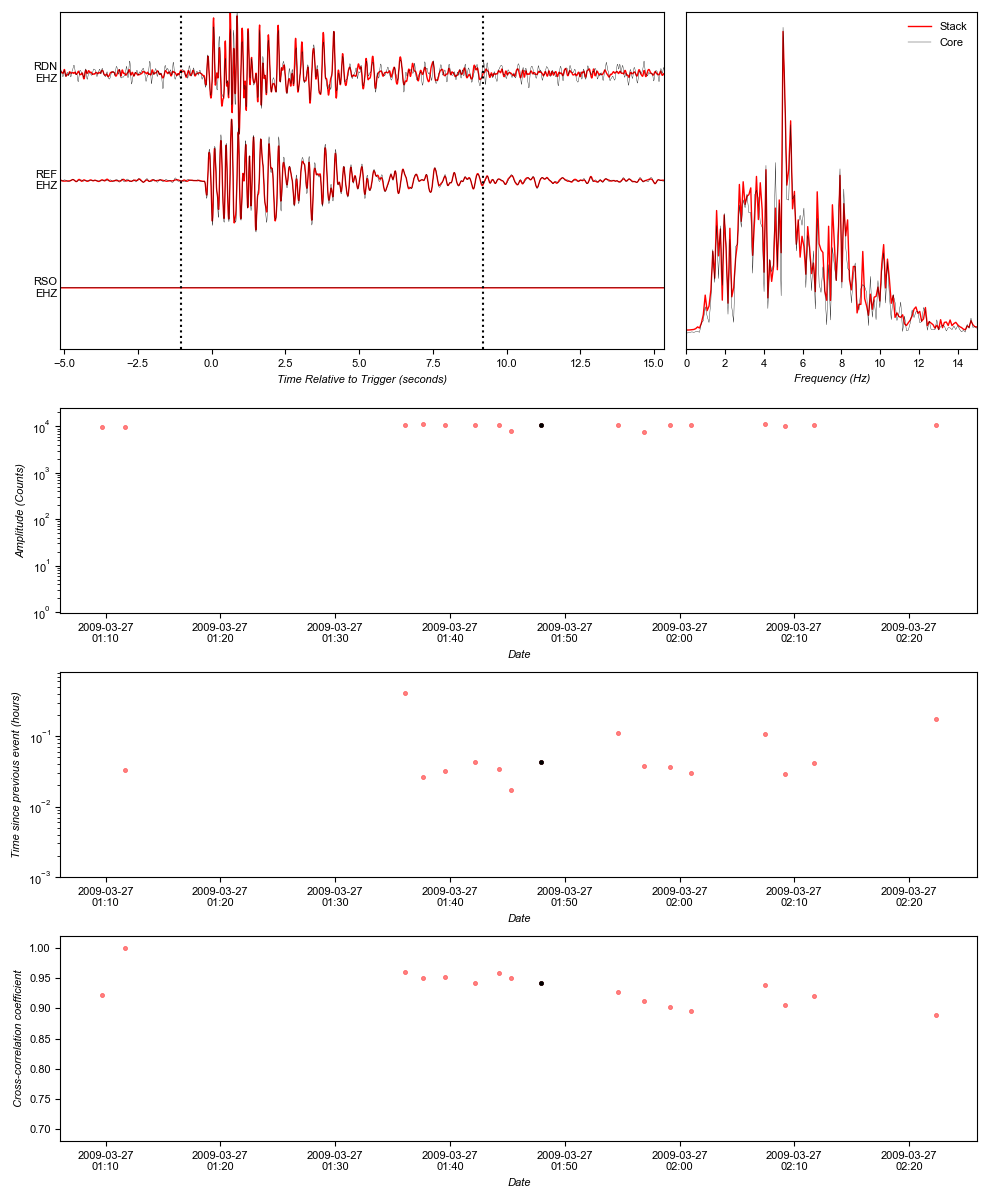 RDN
EHZ
REF
EHZ
RSO
EHZ
−5.0 −2.5 0.0 2.5 5.0 7.5 10.0 12.5 15.0
Time Relative to Trigger (seconds)
Stack
Core
0 2 4 6 8 10 12 14
Frequency (Hz)
Amplitude (Counts)
10^4
10^3
10^2
10^1
10^0
2009-03-27 2009-03-27 2009-03-27 2009-03-27 2009-03-27 2009-03-27 2009-03-27 2009-03-27
01:10 01:20 01:30 01:40 01:50 02:00 02:10 02:20
Date
Time since previous event (hours)
10^−1
10^−2
10^−3
2009-03-27 2009-03-27 2009-03-27 2009-03-27 2009-03-27 2009-03-27 2009-03-27 2009-03-27
01:10 01:20 01:30 01:40 01:50 02:00 02:10 02:20
Date
Cross-correlation coefficient
1.00
0.95
0.90
0.85
0.80
0.75
0.70
2009-03-27 2009-03-27 2009-03-27 2009-03-27 2009-03-27 2009-03-27 2009-03-27 2009-03-27
01:10 01:20 01:30 01:40 01:50 02:00 02:10 02:20
Date